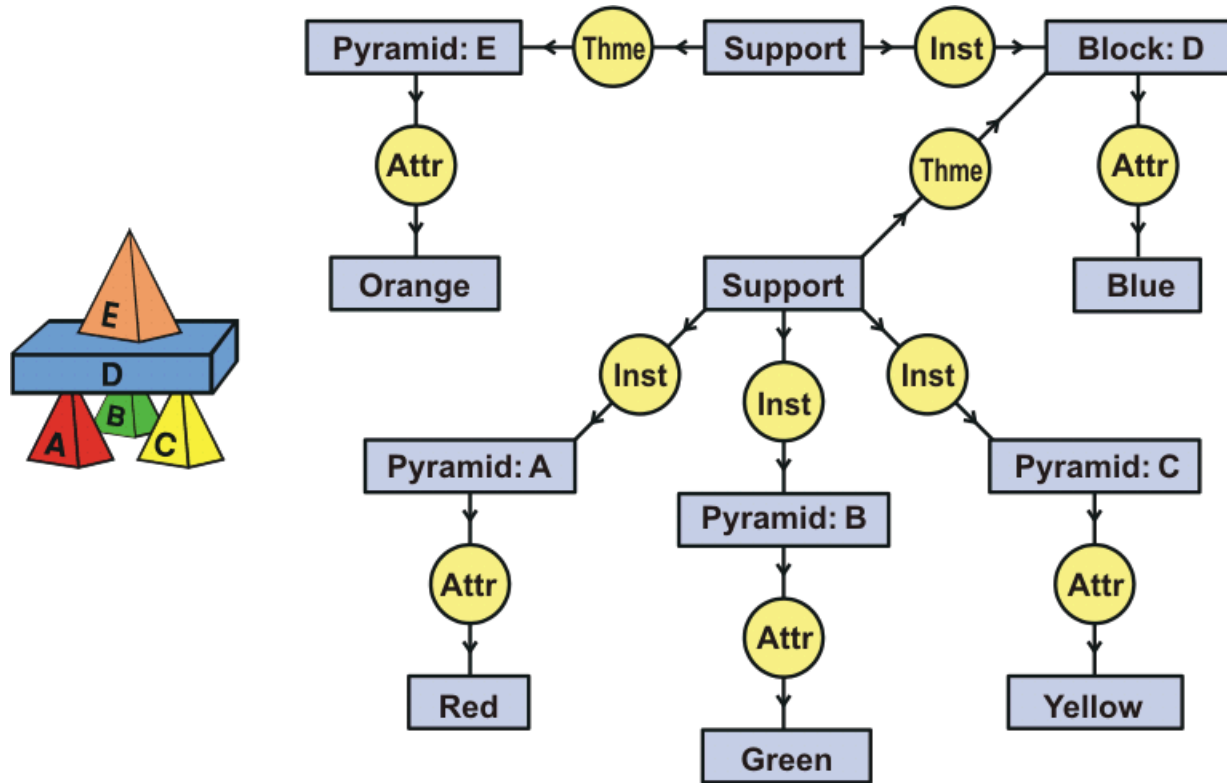 Pyramid: E
Thme
Support
Inst
Block: D
Attr
Thme
Attr
Orange
Support
Blue
E
D
A
B
C
Inst
Inst
Inst
Pyramid: A
Pyramid: B
Pyramid: C
Attr
Attr
Attr
Red
Green
Yellow